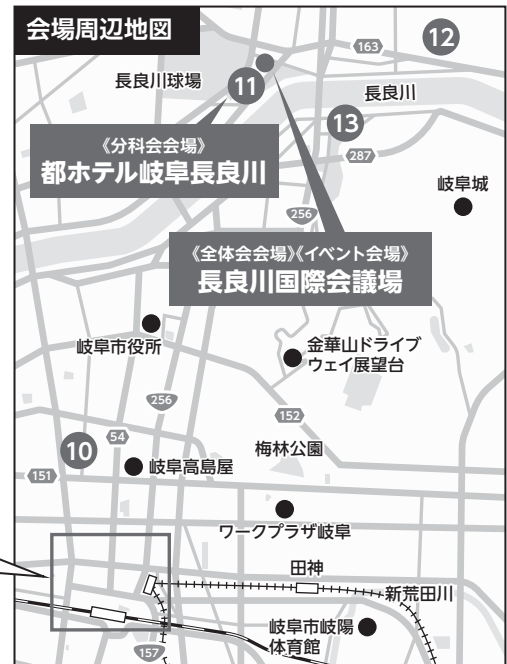 会場周辺地図
163
12
長良川球場
11
長良川
13
《分科会会場》
都ホテル岐阜長良川
287
岐阜城
256
《全体会会場》《イベント会場》
長良川国際会議場
岐阜市役所
金華山ドライブ
ウェイ展望台
256
152
54
10
梅林公園
151
岐阜高島屋
ワークプラザ岐阜
田神
新荒田川
岐阜市岐陽
体育館
157